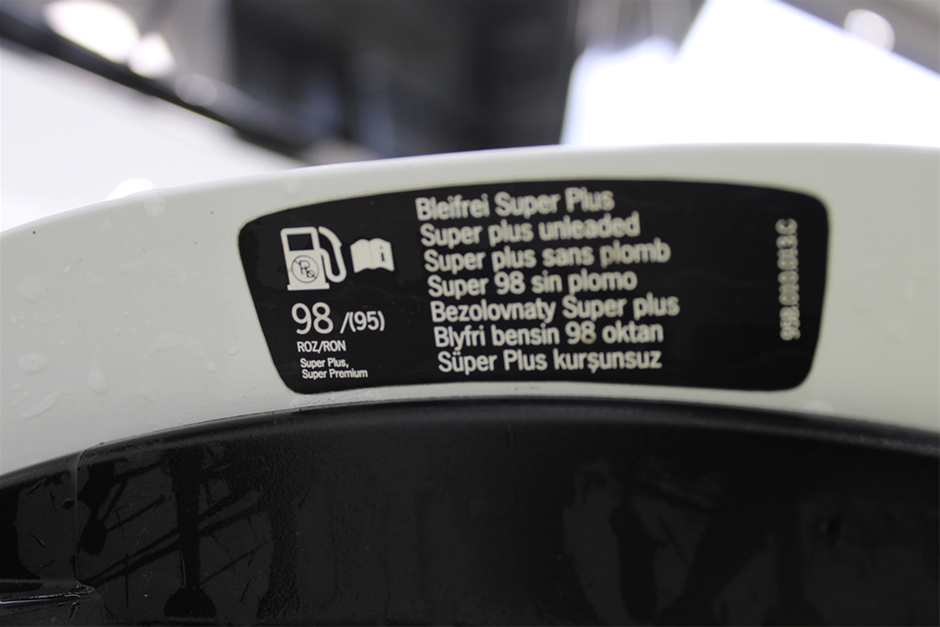 98 /(95)
ROZ/RON
Super Plus,
Super Premium
Bleifrei Super Plus
Super plus unleaded
Super plus sans plomb
Super 98 sin plomo
Bezolovnaty Super plus
Blyfri bensin 98 oktan
Süper Plus kurşunsuz